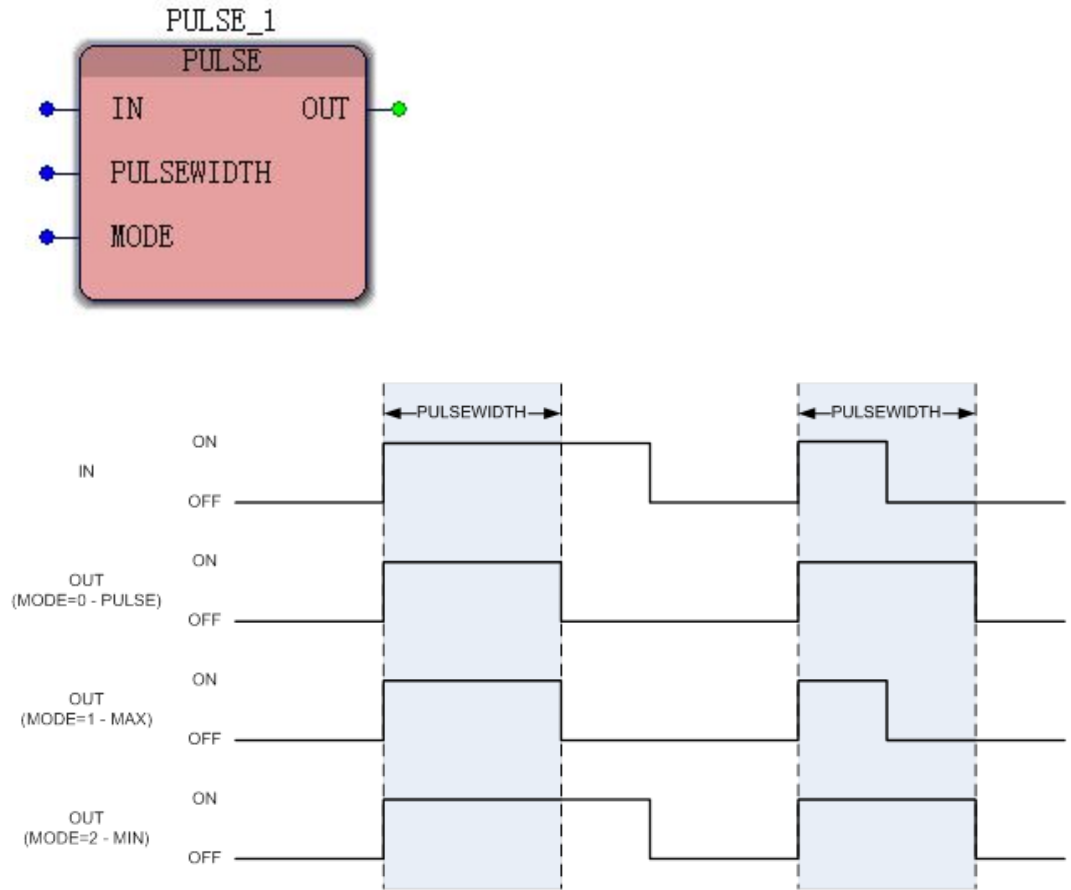 PULSE_1
PULSE
IN OUT
PULSEWIDTH
MODE
PULSEWIDTH PULSEWIDTH
ON
IN
OFF
ON
OUT
(MODE=0 - PULSE)
OFF
ON
OUT
(MODE=1 - MAX)
OFF
ON
OUT
(MODE=2 - MIN)
OFF